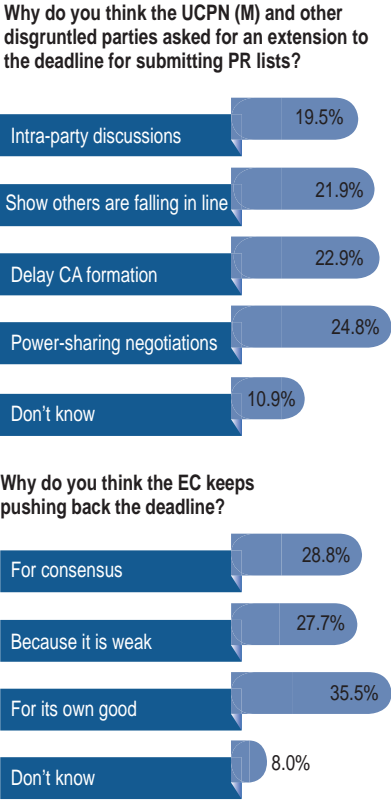 Why do you think the UCPN (M) and other
disgruntled parties asked for an extension to
the deadline for submitting PR lists?
Intra-party discussions 19.5%
Show others are falling in line 21.9%
Delay CA formation 22.9%
Power-sharing negotiations 24.8%
Don't know 10.9%
Why do you think the EC keeps
pushing back the deadline?
For consensus 28.8%
Because it is weak 27.7%
For its own good 35.5%
Don't know 8.0%